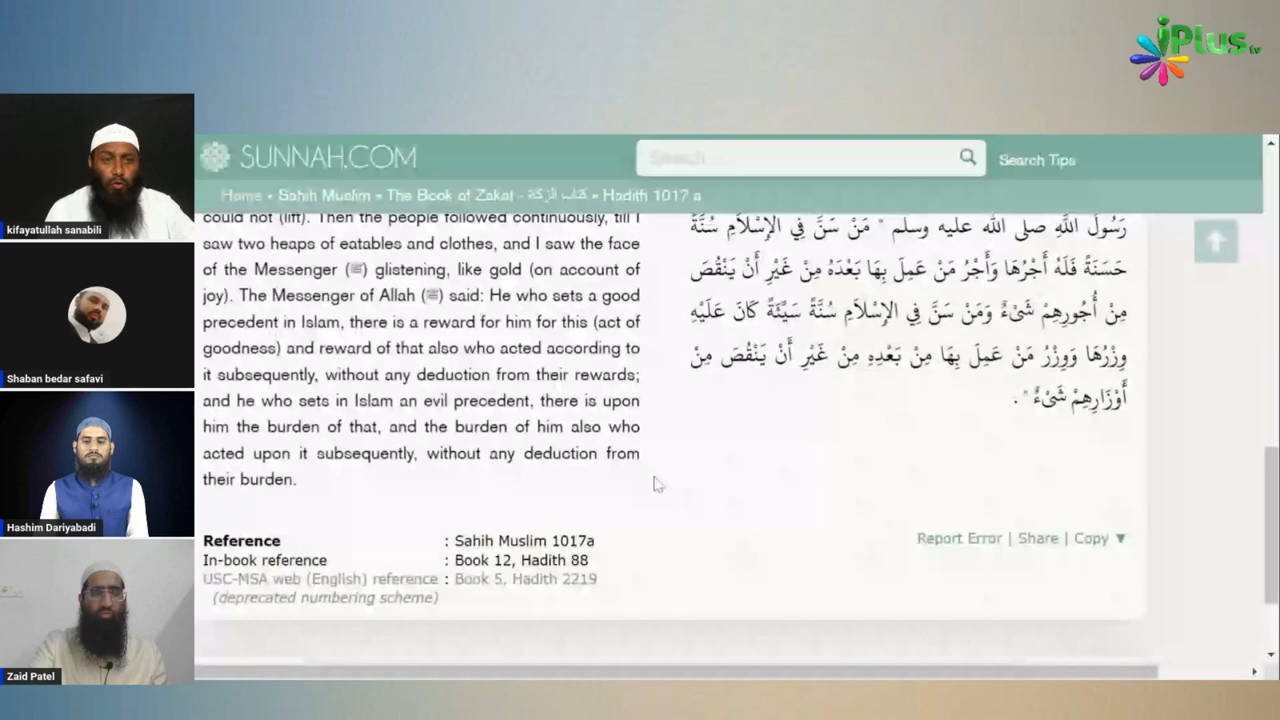 iPlus.tv
kifayatullah sanabili
Shaban bedar safavi
Hashim Dariyabadi
Zaid Patel
SUNNAH.COM
Search...
Search Tips
Home » Sahih Muslim » The Book of Zakat - كتاب الزكاة » Hadith 1017 a
could not (lift). Then the people followed continuously, till I
saw two heaps of eatables and clothes, and I saw the face
of the Messenger (ﷺ) glistening, like gold (on account of
joy). The Messenger of Allah (ﷺ) said: He who sets a good
precedent in Islam, there is a reward for him for this (act of
goodness) and reward of that also who acted according to
it subsequently, without any deduction from their rewards;
and he who sets in Islam an evil precedent, there is upon
him the burden of that, and the burden of him also who
acted upon it subsequently, without any deduction from
their burden.
رَسُولُ اللَّهِ صلى الله عليه وسلم ‏"‏ مَنْ سَنَّ فِي الإِسْلاَمِ سُنَّةً
حَسَنَةً فَلَهُ أَجْرُهَا وَأَجْرُ مَنْ عَمِلَ بِهَا بَعْدَهُ مِنْ غَيْرِ أَنْ يَنْقُصَ
مِنْ أُجُورِهِمْ شَىْءٌ وَمَنْ سَنَّ فِي الإِسْلاَمِ سُنَّةً سَيِّئَةً كَانَ عَلَيْهِ
وِزْرُهَا وَوِزْرُ مَنْ عَمِلَ بِهَا مِنْ بَعْدِهِ مِنْ غَيْرِ أَنْ يَنْقُصَ مِنْ
أَوْزَارِهِمْ شَىْءٌ ‏"‏ ‏.‏
Reference : Sahih Muslim 1017a
In-book reference : Book 12, Hadith 88
USC-MSA web (English) reference : Book 5, Hadith 2219
(deprecated numbering scheme)
Report Error | Share | Copy ▼